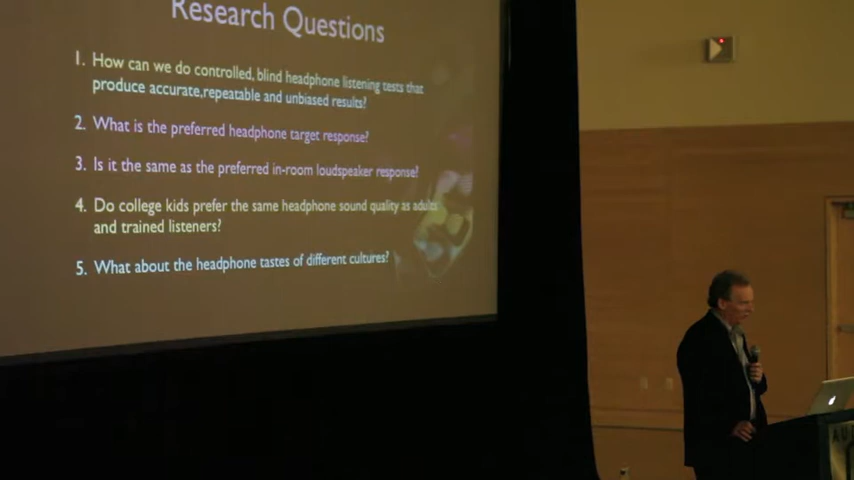 Research Questions
1. How can we do controlled, blind headphone listening tests that
produce accurate,repeatable and unbiased results?
2. What is the preferred headphone target response?
3. Is it the same as the preferred in-room loudspeaker response?
4. Do college kids prefer the same headphone sound quality as adults
and trained listeners?
5. What about the headphone tastes of different cultures?